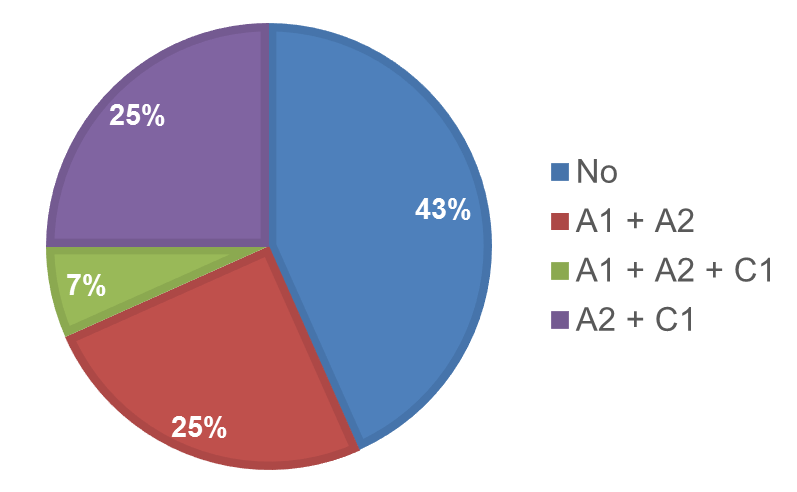 25%
43%
7%
25%
No
A1 + A2
A1 + A2 + C1
A2 + C1